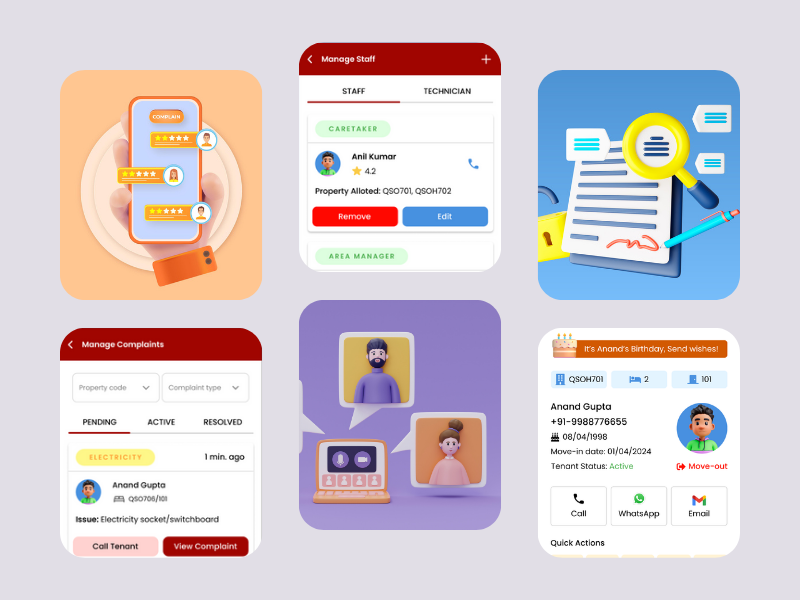 COMPLAIN
Manage Staff
STAFF TECHNICIAN
CARETAKER
Anil Kumar
4.2
Property Alloted: QSO701, QSOH702
Remove Edit
AREA MANAGER
Manage Complaints
Property code Complaint type
PENDING ACTIVE RESOLVED
ELECTRICITY 1 min. ago
Anand Gupta
QSO706/101
Issue: Electricity socket/switchboard
Call Tenant View Complaint
It's Anand's Birthday, Send wishes!
QSOH701 2 101
Anand Gupta
+91-9988776655
08/04/1998
Move-in date: 01/04/2024
Tenant Status: Active Move-out
Call WhatsApp Email
Quick Actions